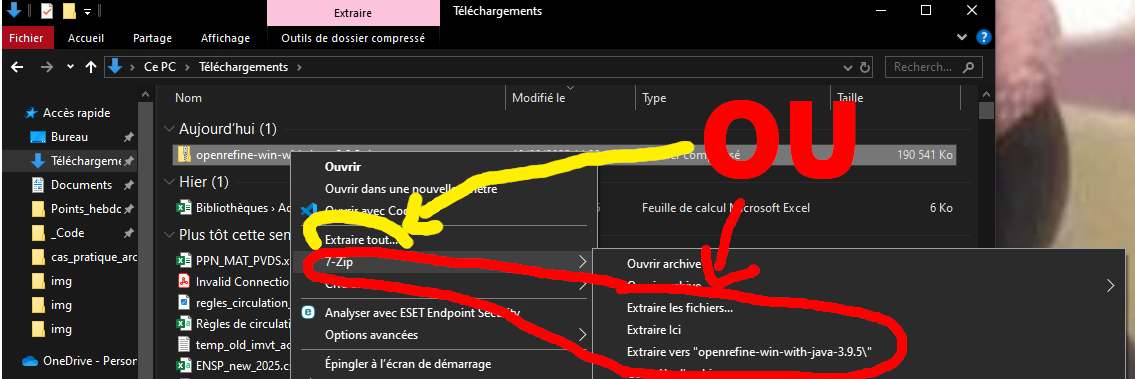 Extraire
Téléchargements
Fichier Accueil Partage Affichage Outils de dossier compressé
Ce PC Téléchargements
Recherch...
Nom Modifié le Type Taille
Accès rapide
Bureau
Téléchargeme
Documents
Points_hebdo
_Code
cas_pratique_arc
img
img
img
OneDrive - Person
Aujourd'hui (1)
openrefine-win-wi
190 541 Ko
Hier (1)
Bibliothèques › Ac
Feuille de calcul Microsoft Excel 6 Ko
Plus tôt cette sem
PPN_MAT_PVDS.x
Invalid Connection
regles_circulation_
Règles de circulati
temp_old_imvt_ac
ENSP_new_2025.c
Ouvrir
Ouvrir dans une nouvelle fenêtre
Ouvrir avec Cod
Extraire tout...
7-Zip
Analyser avec ESET Endpoint Security
Options avancées
Épingler à l'écran de démarrage
Ouvrir archive
Ouvrir archive
Extraire les fichiers...
Extraire Ici
Extraire vers "openrefine-win-with-java-3.9.5\"
OU